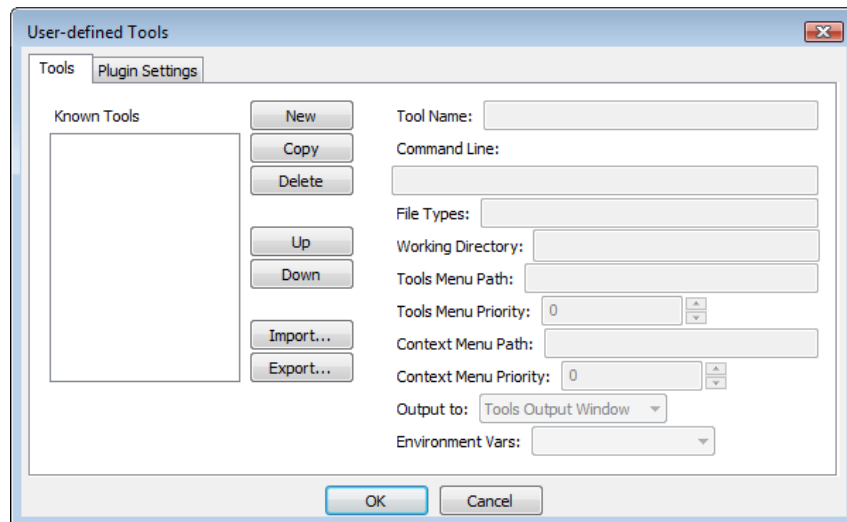 User-defined Tools
Tools
Plugin Settings
Known Tools
New
Copy
Delete
Up
Down
Import...
Export...
Tool Name:
Command Line:
File Types:
Working Directory:
Tools Menu Path:
Tools Menu Priority: 0
Context Menu Path:
Context Menu Priority: 0
Output to: Tools Output Window
Environment Vars:
OK
Cancel